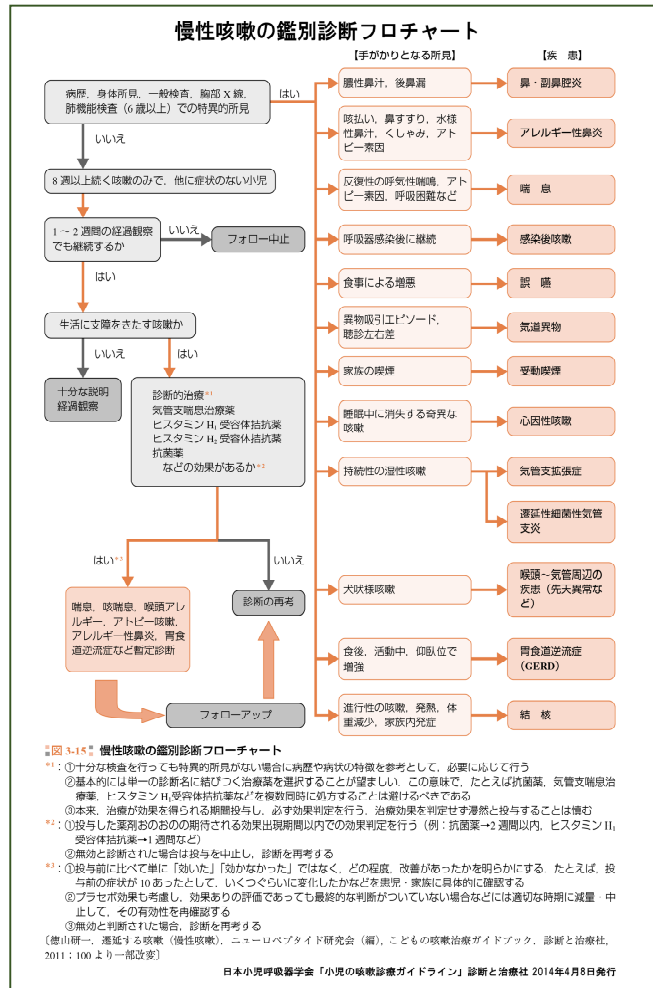 慢性咳嗽の鑑別診断フロチャート
【手がかりとなる所見】
【疾　患】
病歴，身体所見，一般検査，胸部 X 線，
肺機能検査（6 歳以上）での特異的所見
はい
いいえ
8 週以上続く咳嗽のみで，他に症状のない小児
1 〜 2 週間の経過観察
でも継続するか
いいえ
フォロー中止
はい
生活に支障をきたす咳嗽か
いいえ
はい
十分な説明
経過観察
診断的治療*1
気管支喘息治療薬
ヒスタミン H₁ 受容体拮抗薬
ヒスタミン H₂ 受容体拮抗薬
抗菌薬
などの効果があるか*2
はい*3
いいえ
喘息，咳喘息，喉頭アレ
ルギー，アトピー咳嗽，
アレルギー性鼻炎，胃食
道逆流症など暫定診断
診断の再考
フォローアップ
膿性鼻汁，後鼻漏
鼻・副鼻腔炎
咳払い，鼻すすり，水様
性鼻汁，くしゃみ，アト
ピー素因
アレルギー性鼻炎
反復性の呼気性喘鳴，アト
ピー素因，呼吸困難など
喘　息
呼吸器感染後に継続
感染後咳嗽
食事による増悪
誤　嚥
異物吸引エピソード，
聴診左右差
気道異物
家族の喫煙
受動喫煙
睡眠中に消失する奇異な
咳嗽
心因性咳嗽
持続性の湿性咳嗽
気管支拡張症
遷延性細菌性気管
支炎
犬吠様咳嗽
喉頭〜気管周辺の
疾患（先天異常な
ど）
食後，活動中，仰臥位で
増強
胃食道逆流症
(GERD)
進行性の咳嗽，発熱，体
重減少，家族内発症
結　核
図 3-15 慢性咳嗽の鑑別診断フローチャート
*1：①十分な検査を行っても特異的所見がない場合に病歴や病状の特徴を参考として，必要に応じて行う
②基本的には単一の診断名に結びつく治療薬を選択することが望ましい．この意味で，たとえば抗菌薬，気管支喘息治
療薬，ヒスタミン H₁受容体拮抗薬などを複数同時に処方することは避けるべきである
③本来，治療が効果を得られる期間投与し，必ず効果判定を行う，治療効果を判定せず漫然と投与することは慎む
*2：①投与した薬剤おのおのの期待される効果出現期間以内での効果判定を行う（例：抗菌薬→2 週間以内，ヒスタミン H₁
受容体拮抗薬→1 週間など）
②無効と診断された場合は投与を中止し，診断を再考する
*3：①投与前に比べて単に「効いた」「効かなかった」ではなく，どの程度，改善があったかを明らかにする．たとえば，投
与前の症状が 10 あったとして，いくつぐらいに変化したかなどを患児・家族に具体的に確認する
②プラセボ効果も考慮し，効果ありの評価であっても最終的な判断がついていない場合などには適切な時期に減量・中
止して，その有効性を再確認する
③無効と判断された場合，診断を再考する
〔徳山研一．遷延する咳嗽（慢性咳嗽）．ニューロペプタイド研究会（編），こどもの咳嗽治療ガイドブック．診断と治療社，
2011：100 より一部改変〕
日本小児呼吸器学会「小児の咳嗽診療ガイドライン」診断と治療社 2014年4月8日発行